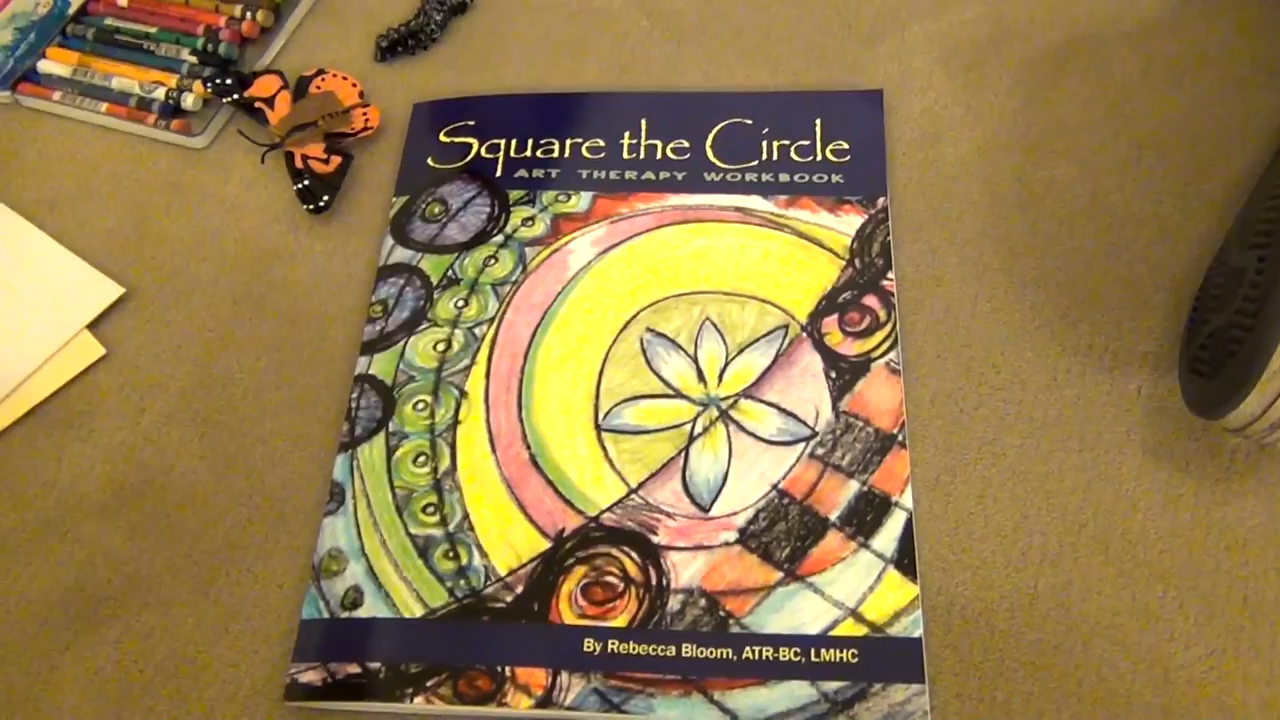 Square the Circle
ART THERAPY WORKBOOK
By Rebecca Bloom, ATR-BC, LMHC